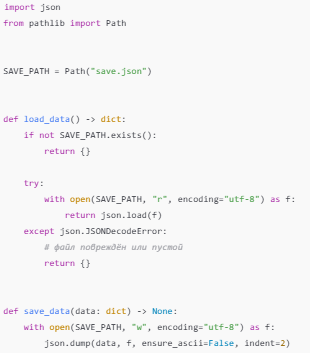 import json
from pathlib import Path
SAVE_PATH = Path("save.json")
def load_data() -> dict:
    if not SAVE_PATH.exists():
        return {}
    try:
        with open(SAVE_PATH, "r", encoding="utf-8") as f:
            return json.load(f)
    except json.JSONDecodeError:
        # файл повреждён или пустой
        return {}
def save_data(data: dict) -> None:
    with open(SAVE_PATH, "w", encoding="utf-8") as f:
        json.dump(data, f, ensure_ascii=False, indent=2)